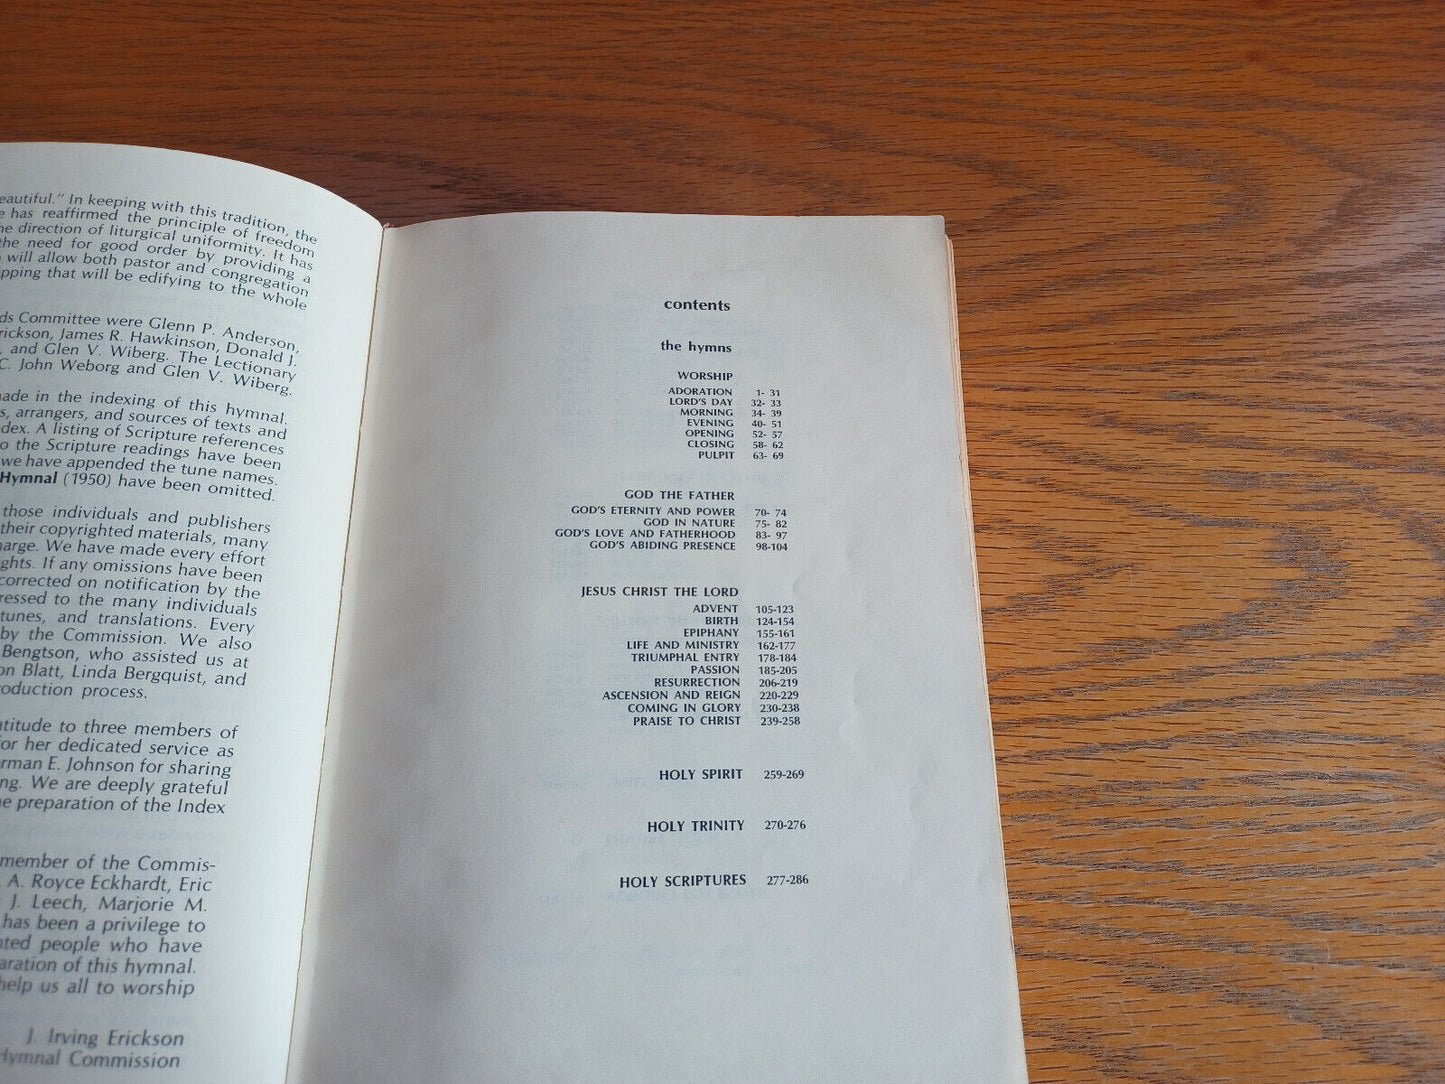 eautiful." In keeping with this tradition, the
e has reaffirmed the principle of freedom
he direction of liturgical uniformity. It has
the need for good order by providing a
will allow both pastor and congregation
pping that will be edifying to the whole
ds Committee were Glenn P. Anderson,
rickson, James R. Hawkinson, Donald J.
, and Glen V. Wiberg. The Lectionary
C. John Weborg and Glen V. Wiberg.
nade in the indexing of this hymnal.
s, arrangers, and sources of texts and
dex. A listing of Scripture references
o the Scripture readings have been
we have appended the tune names.
Hymnal (1950) have been omitted.
those individuals and publishers
their copyrighted materials, many
harge. We have made every effort
ghts. If any omissions have been
corrected on notification by the
ressed to the many individuals
tunes, and translations. Every
by the Commission. We also
Bengtson, who assisted us at
on Blatt, Linda Bergquist, and
roduction process.
atitude to three members of
for her dedicated service as
rman E. Johnson for sharing
ng. We are deeply grateful
he preparation of the Index
member of the Commis-
. A. Royce Eckhardt, Eric
J. Leech, Marjorie M.
has been a privilege to
nted people who have
aration of this hymnal.
help us all to worship
J. Irving Erickson
Hymnal Commission
contents
the hymns
WORSHIP
ADORATION 1- 31
LORD'S DAY 32- 33
MORNING 34- 39
EVENING 40- 51
OPENING 52- 57
CLOSING 58- 62
PULPIT 63- 69
GOD THE FATHER
GOD'S ETERNITY AND POWER 70- 74
GOD IN NATURE 75- 82
GOD'S LOVE AND FATHERHOOD 83- 97
GOD'S ABIDING PRESENCE 98-104
JESUS CHRIST THE LORD
ADVENT 105-123
BIRTH 124-154
EPIPHANY 155-161
LIFE AND MINISTRY 162-177
TRIUMPHAL ENTRY 178-184
PASSION 185-205
RESURRECTION 206-219
ASCENSION AND REIGN 220-229
COMING IN GLORY 230-238
PRAISE TO CHRIST 239-258
HOLY SPIRIT 259-269
HOLY TRINITY 270-276
HOLY SCRIPTURES 277-286